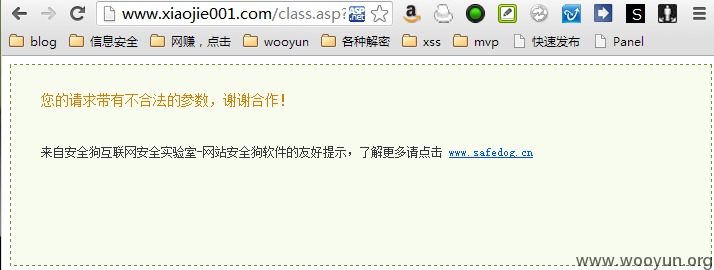 www.xiaojie001.com/class.asp?
blog 信息安全 网赚，点击 wooyun 各种解密 xss mvp 快速发布 Panel
您的请求带有不合法的参数，谢谢合作!
来自安全狗互联网安全实验室-网站安全狗软件的友好提示，了解更多请点击 www.safedog.cn
www.wooyun.org